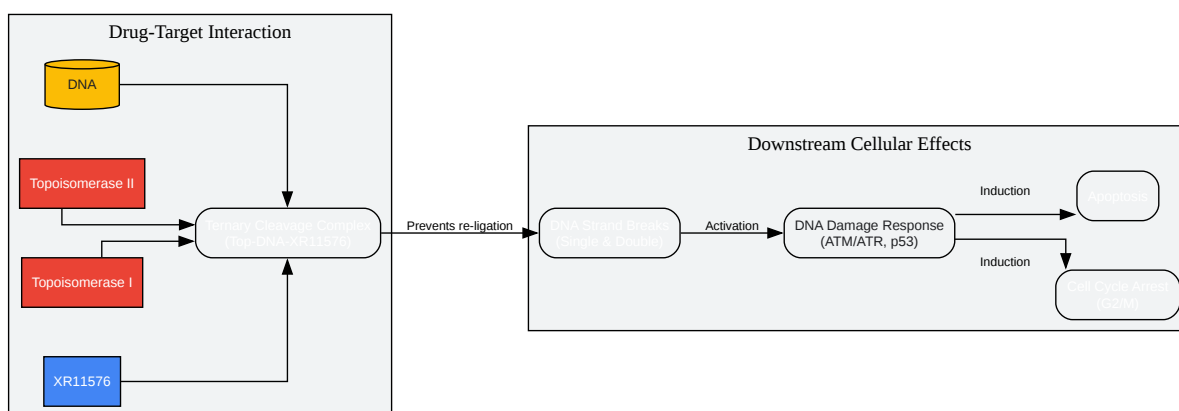 Drug-Target Interaction
DNA
Topoisomerase II
Ternary Cleavage Complex
(Top-DNA-XR11576)
Topoisomerase I
XR11576
Prevents re-ligation
Downstream Cellular Effects
DNA Strand Breaks
(Single & Double)
Activation
DNA Damage Response
(ATM/ATR, p53)
Induction
Apoptosis
Induction
Cell Cycle Arrest
(G2/M)